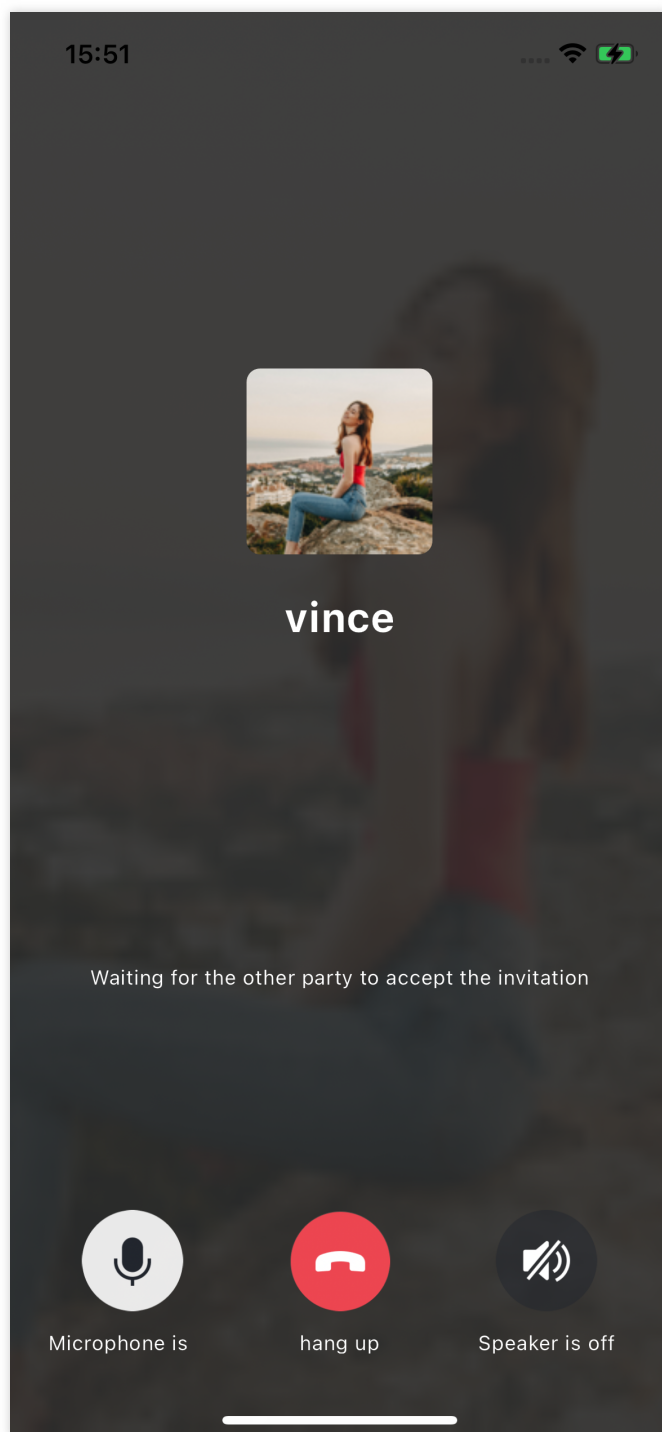 15:51
vince
Waiting for the other party to accept the invitation
Microphone is
hang up
Speaker is off